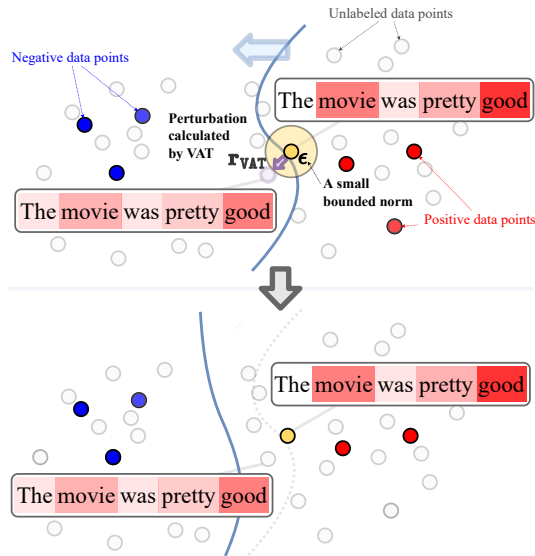 Unlabeled data points
Negative data points
The movie was pretty good
Perturbation
calculated
by VAT
r_VAT
ϵ
A small
bounded norm
The movie was pretty good
Positive data points
The movie was pretty good
The movie was pretty good